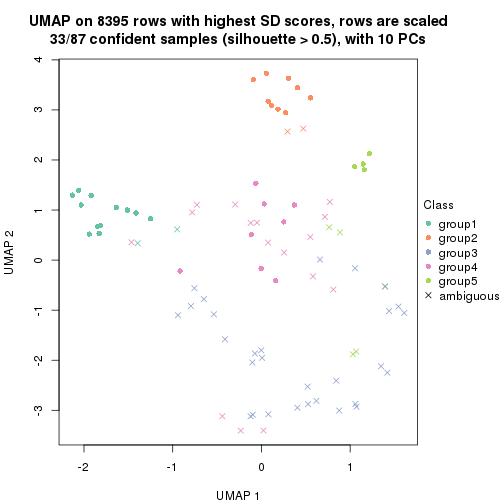 UMAP on 8395 rows with highest SD scores, rows are scaled
33/87 confident samples (silhouette > 0.5), with 10 PCs
4
3
2
1
0
-1
-2
-3
UMAP 2
-2
-1
0
1
UMAP 1
Class
group1
group2
group3
group4
group5
ambiguous